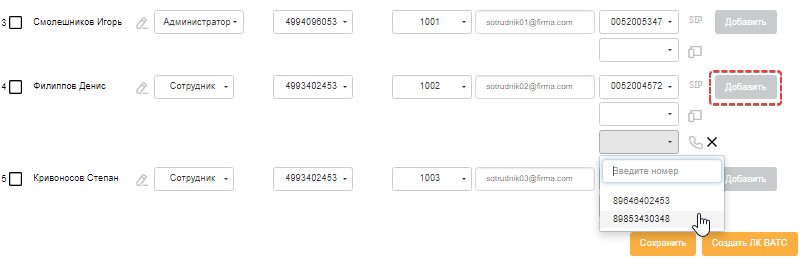 3 Смолешников Игорь Администратор 4994096053 1001 sotrudnik01@firma.com 0052005347 SIP Добавить
4 Филиппов Денис Сотрудник 4993402453 1002 sotrudnik02@firma.com 0052004572 SIP Добавить
5 Кривоносов Степан Сотрудник 4993402453 1003 sotrudnik03@firma.com Добавить
Введите номер
89646402453
89853430348
Сохранить Создать ЛК ВАТС